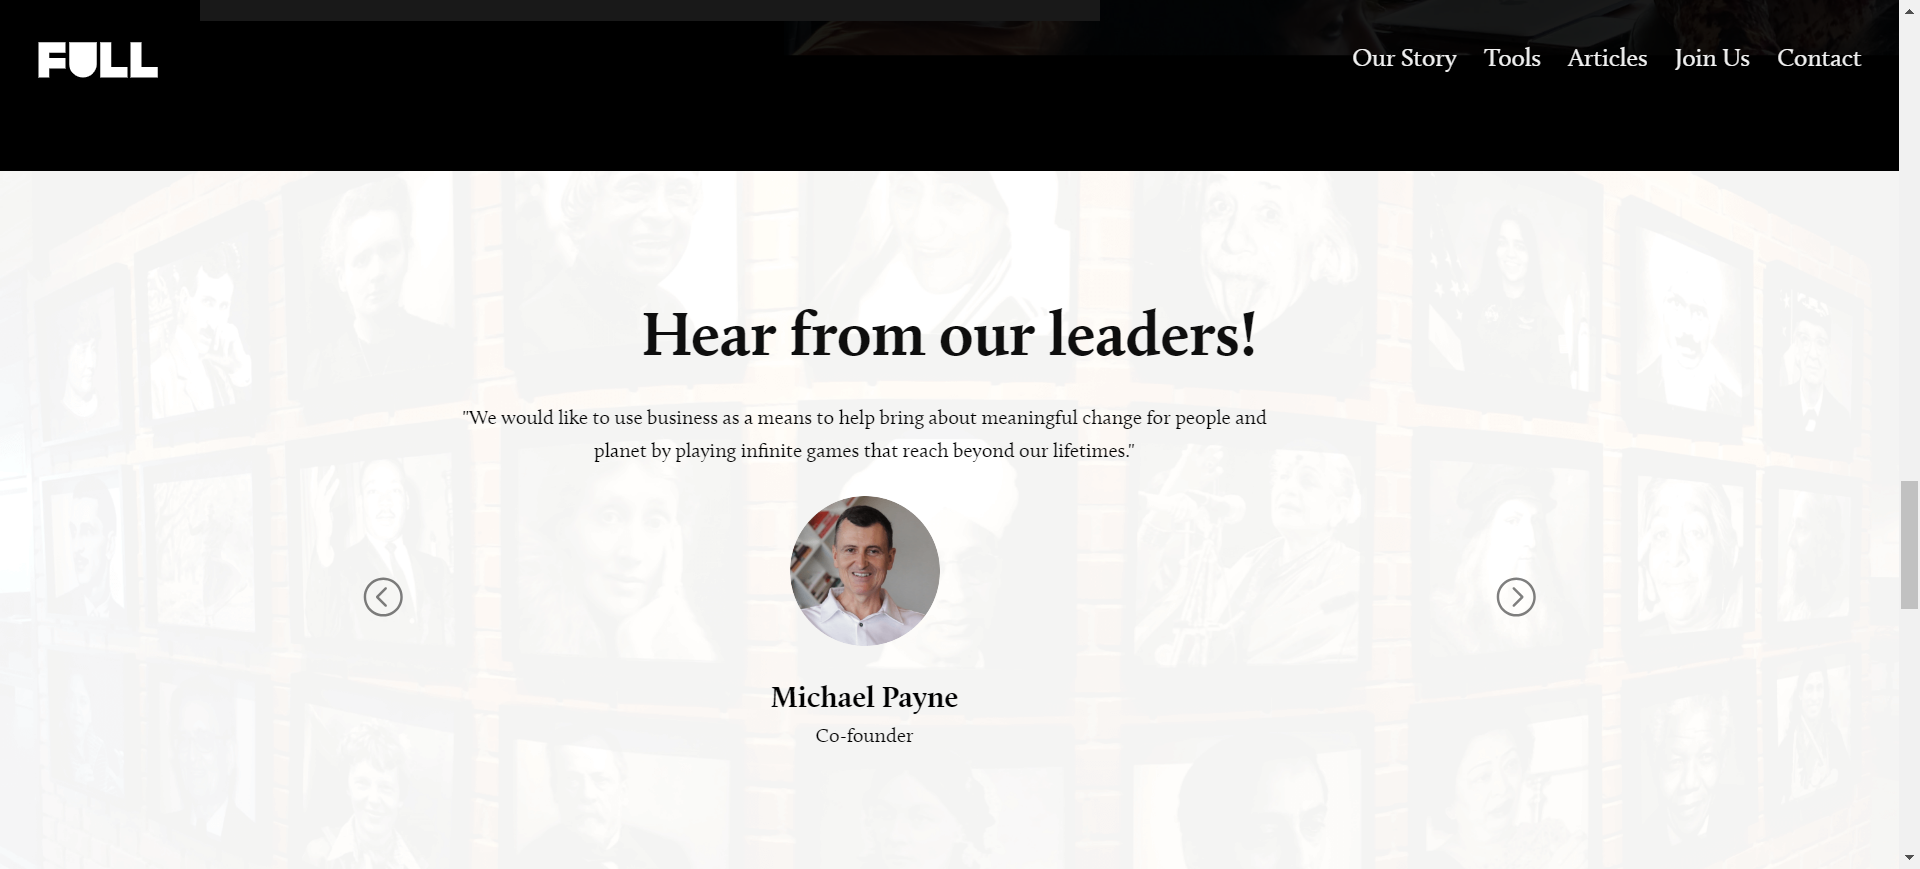 FULL
Our Story Tools Articles Join Us Contact
Hear from our leaders!
"We would like to use business as a means to help bring about meaningful change for people and
planet by playing infinite games that reach beyond our lifetimes."
Michael Payne
Co-founder